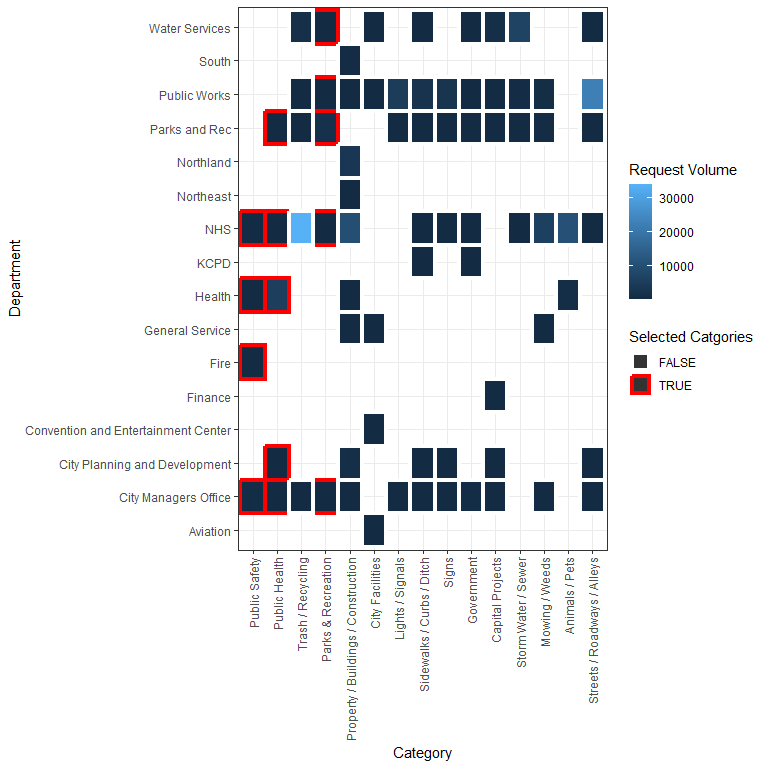 Water Services
South
Public Works
Parks and Rec
Northland
Northeast
NHS
KCPD
Health
General Service
Fire
Finance
Convention and Entertainment Center
City Planning and Development
City Managers Office
Aviation
Department
Public Safety
Public Health
Trash / Recycling
Parks & Recreation
Property / Buildings / Construction
City Facilities
Lights / Signals
Sidewalks / Curbs / Ditch
Signs
Government
Capital Projects
Storm Water / Sewer
Mowing / Weeds
Animals / Pets
Streets / Roadways / Alleys
Category
Request Volume
30000
20000
10000
Selected Catgories
FALSE
TRUE